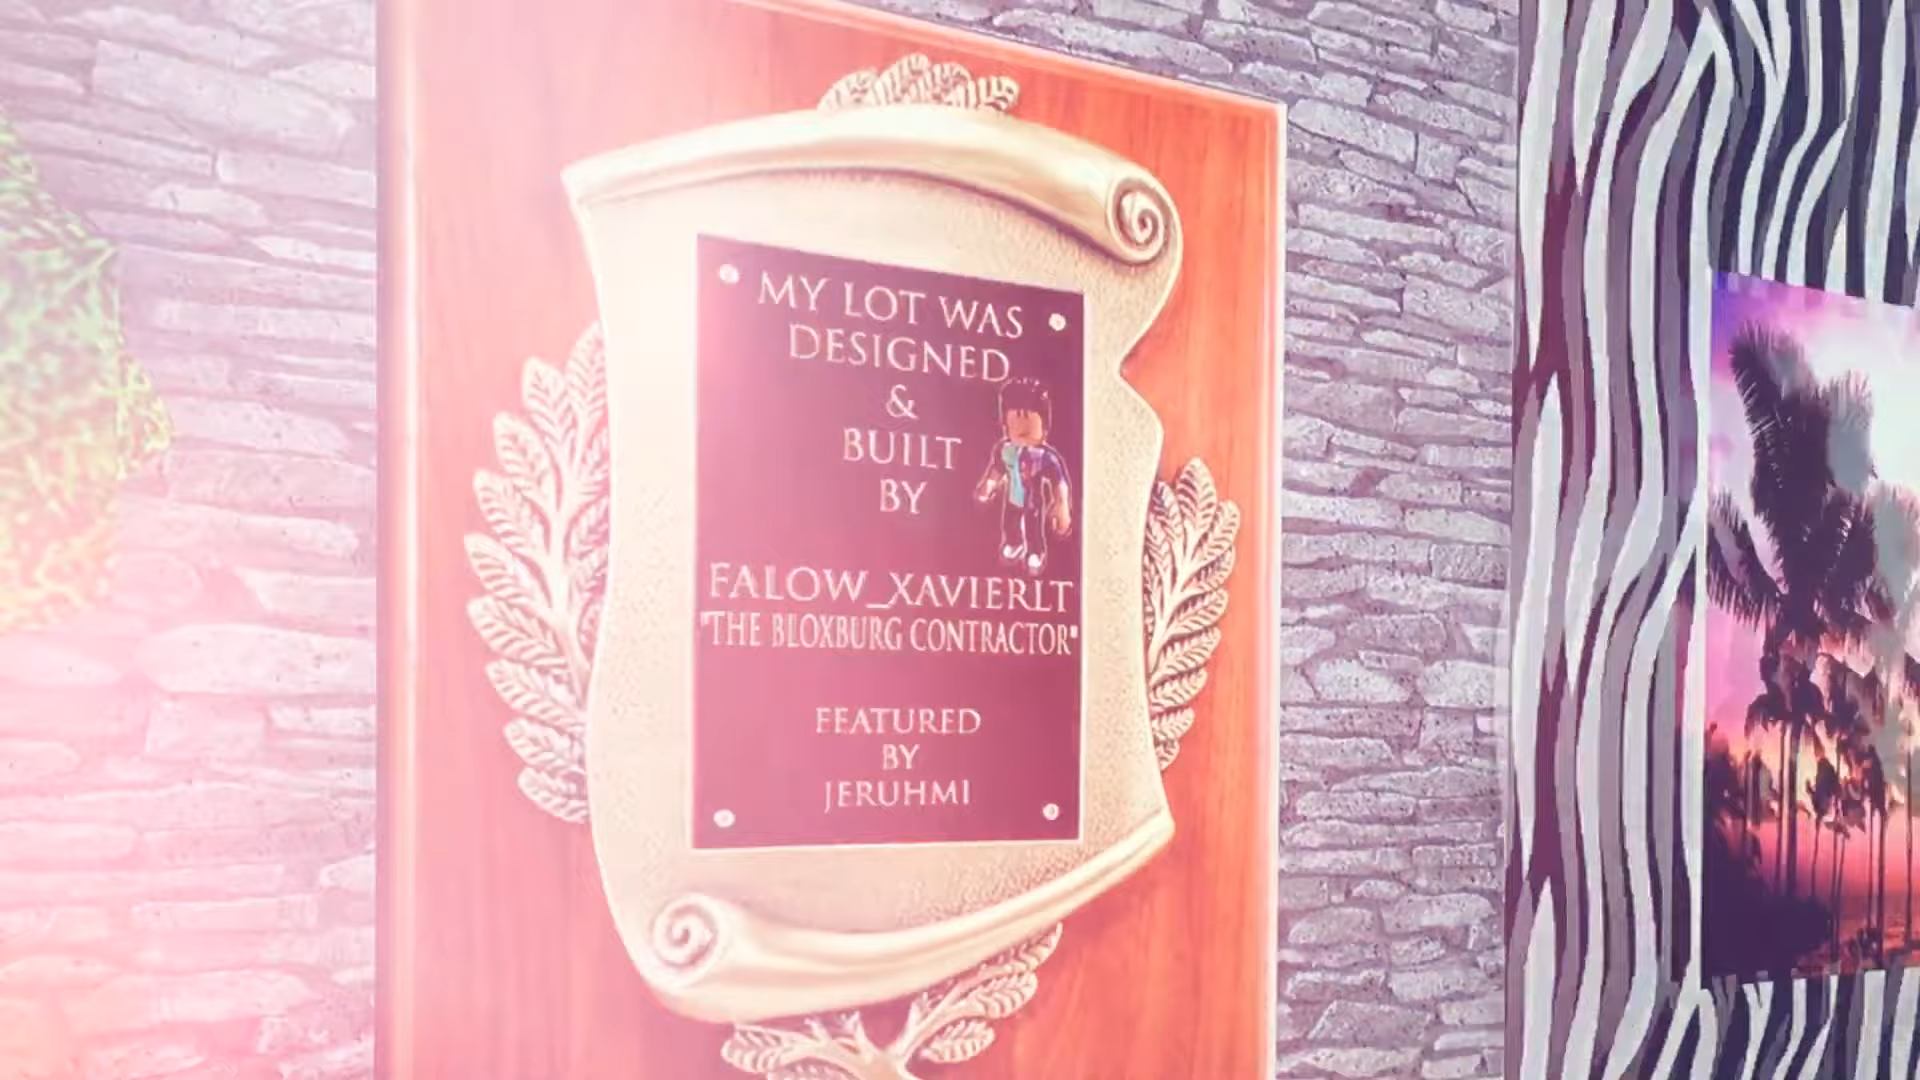 MY LOT WAS
DESIGNED
&
BUILT
BY
FALOW_XAVIERLT
"THE BLOXBURG CONTRACTOR"
FEATURED
BY
JERUHMI